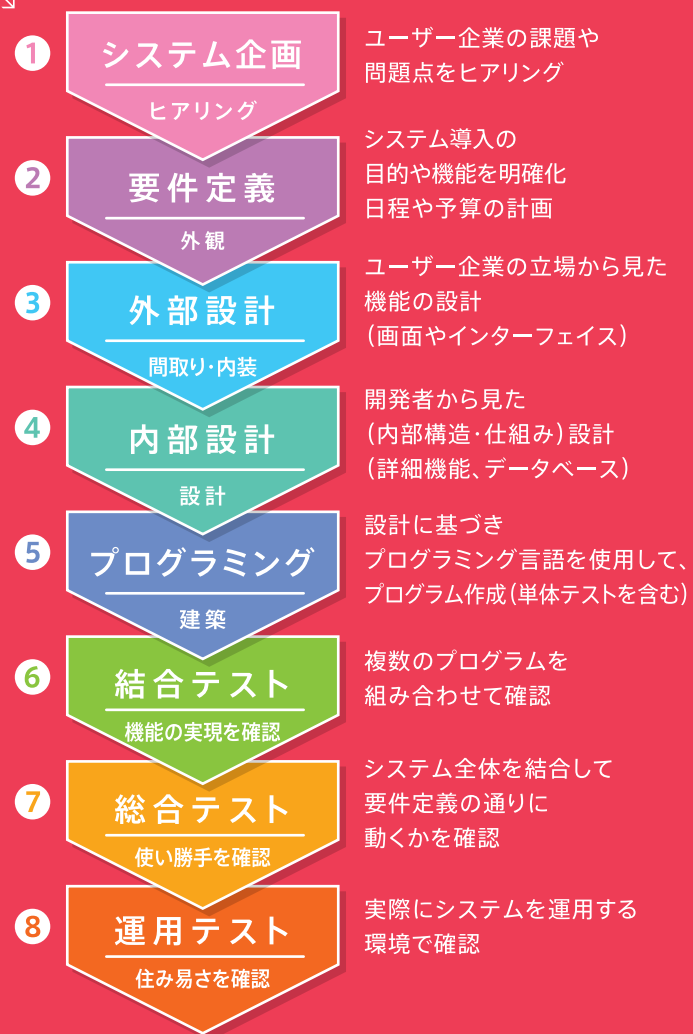 1
システム企画
ヒアリング
ユーザー企業の課題や
問題点をヒアリング
2
要件定義
外観
システム導入の
目的や機能を明確化
日程や予算の計画
3
外部設計
間取り・内装
ユーザー企業の立場から見た
機能の設計
(画面やインターフェイス)
4
内部設計
設計
開発者から見た
(内部構造・仕組み)設計
(詳細機能、データベース)
5
プログラミング
建築
設計に基づき
プログラミング言語を使用して、
プログラム作成(単体テストを含む)
6
結合テスト
機能の実現を確認
複数のプログラムを
組み合わせて確認
7
総合テスト
使い勝手を確認
システム全体を結合して
要件定義の通りに
動くかを確認
8
運用テスト
住み易さを確認
実際にシステムを運用する
環境で確認